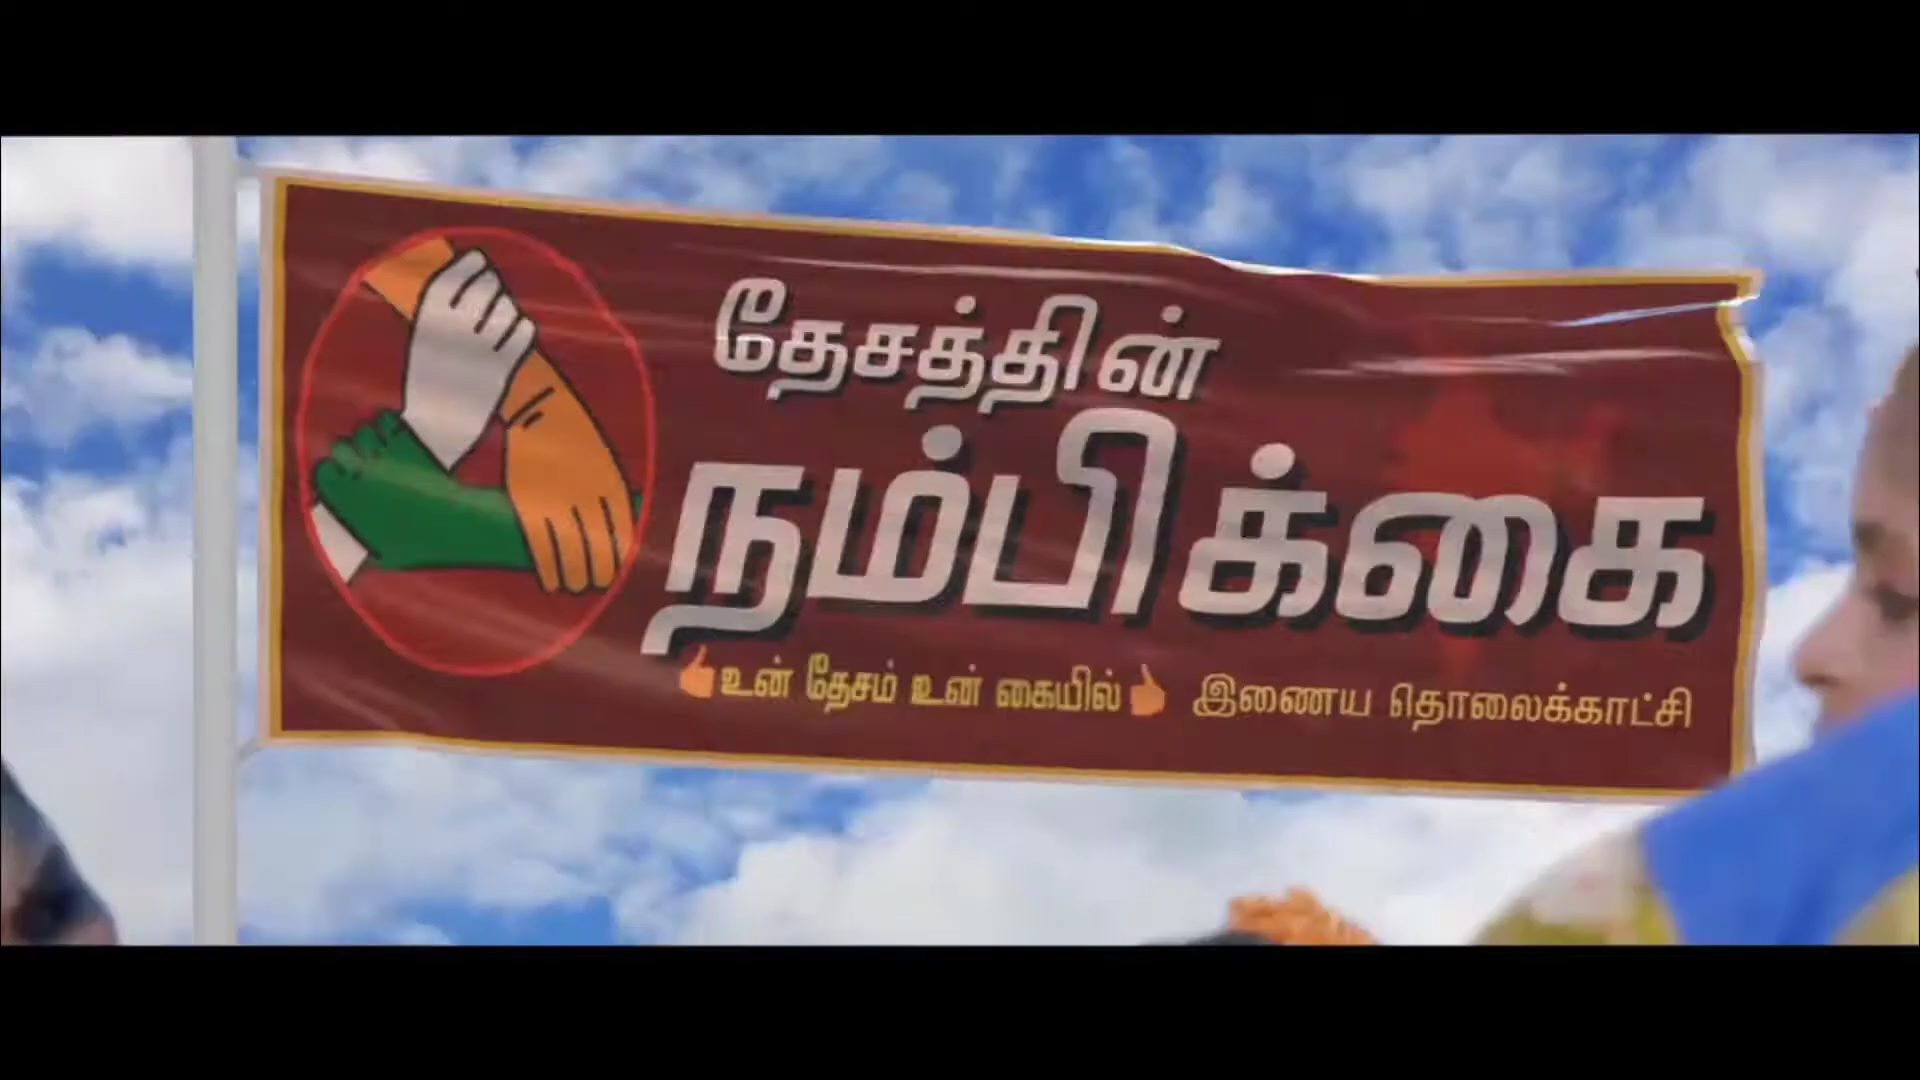 தேசத்தின்
நம்பிக்கை
உன் தேசம் உன் கையில் இணைய தொலைக்காட்சி